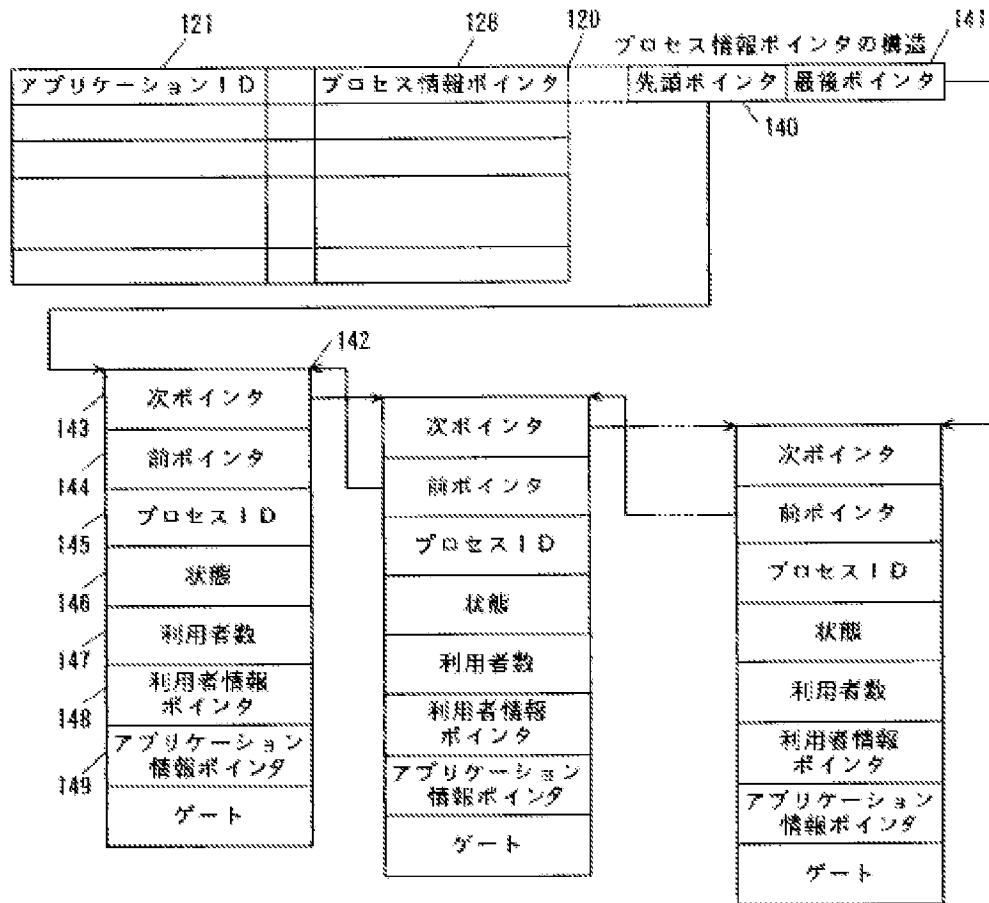 121
128
120
プロセス情報ポインタの構造
141
アプリケーションID
プロセス情報ポインタ
先頭ポインタ
最後ポインタ
140
142
次ポインタ
143
前ポインタ
144
プロセスID
145
状態
146
利用者数
147
利用者情報
ポインタ
148
アプリケーション
情報ポインタ
149
ゲート
次ポインタ
前ポインタ
プロセスID
状態
利用者数
利用者情報
ポインタ
アプリケーション
情報ポインタ
ゲート
次ポインタ
前ポインタ
プロセスID
状態
利用者数
利用者情報
ポインタ
アプリケーション
情報ポインタ
ゲート